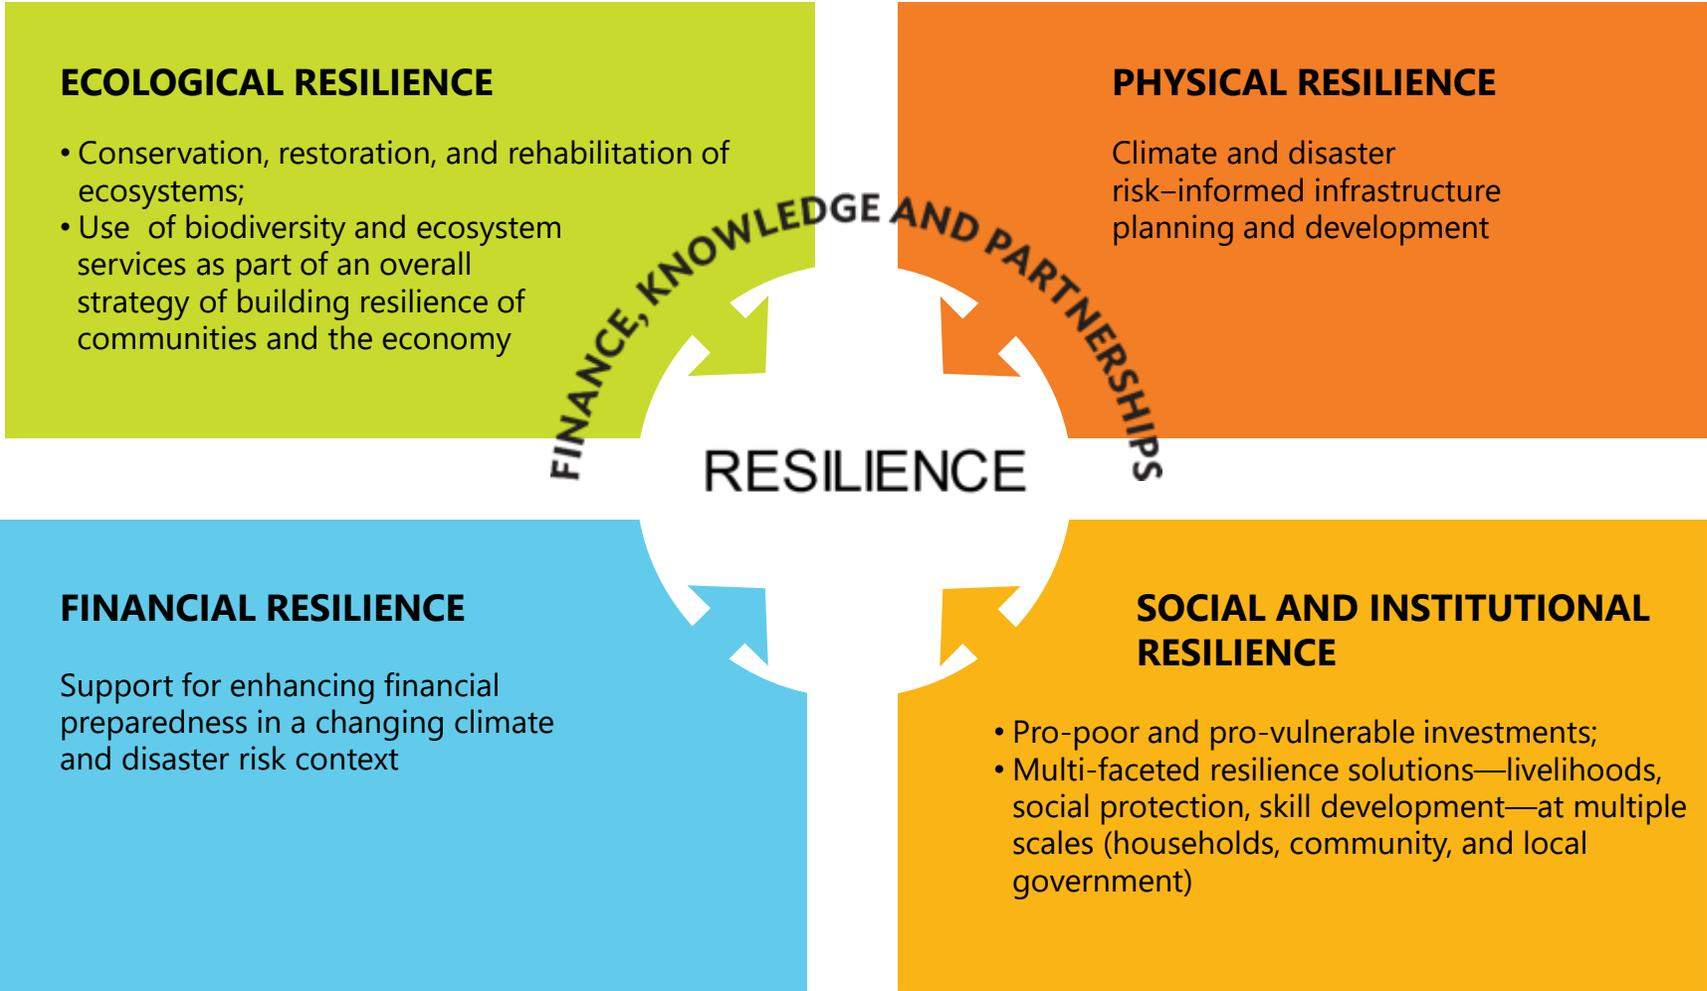 ECOLOGICAL RESILIENCE
• Conservation, restoration, and rehabilitation of
ecosystems;
• Use  of biodiversity and ecosystem
services as part of an overall
strategy of building resilience of
communities and the economy
PHYSICAL RESILIENCE
Climate and disaster
risk–informed infrastructure
planning and development
FINANCE, KNOWLEDGE AND PARTNERSHIPS
RESILIENCE
FINANCIAL RESILIENCE
Support for enhancing financial
preparedness in a changing climate
and disaster risk context
SOCIAL AND INSTITUTIONAL
RESILIENCE
• Pro-poor and pro-vulnerable investments;
• Multi-faceted resilience solutions—livelihoods,
social protection, skill development—at multiple
scales (households, community, and local
government)